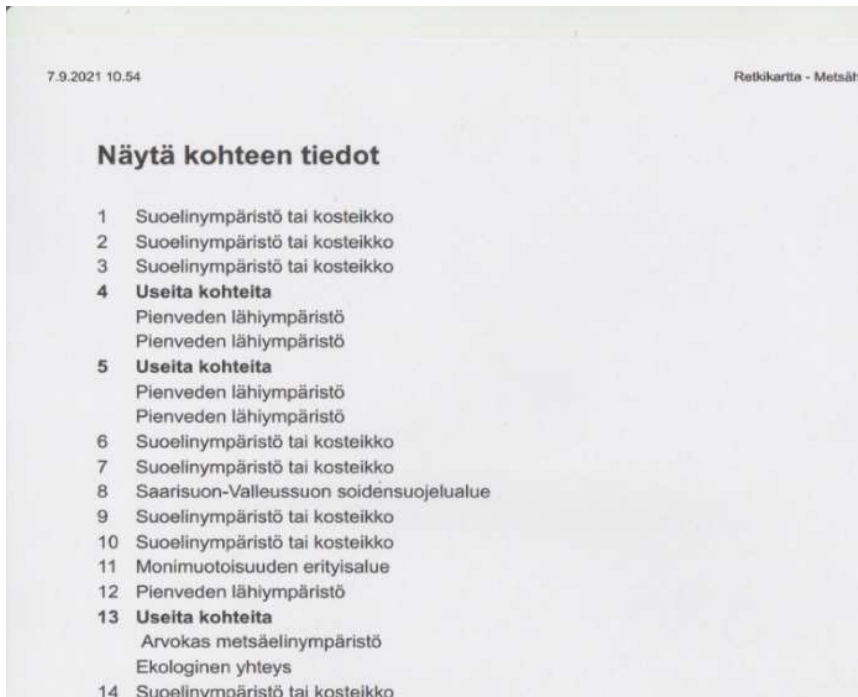 7.9.2021 10.54 Retkikartta - Metsäh
Näytä kohteen tiedot
1 Suoelinympäristö tai kosteikko
2 Suoelinympäristö tai kosteikko
3 Suoelinympäristö tai kosteikko
4 Useita kohteita
Pienveden lähiympäristö
Pienveden lähiympäristö
5 Useita kohteita
Pienveden lähiympäristö
Pienveden lähiympäristö
6 Suoelinympäristö tai kosteikko
7 Suoelinympäristö tai kosteikko
8 Saarisuon-Valleussuon soidensuojelualue
9 Suoelinympäristö tai kosteikko
10 Suoelinympäristö tai kosteikko
11 Monimuotoisuuden erityisalue
12 Pienveden lähiympäristö
13 Useita kohteita
Arvokas metsäelinympäristö
Ekologinen yhteys
14 Suoelinympäristö tai kosteikko